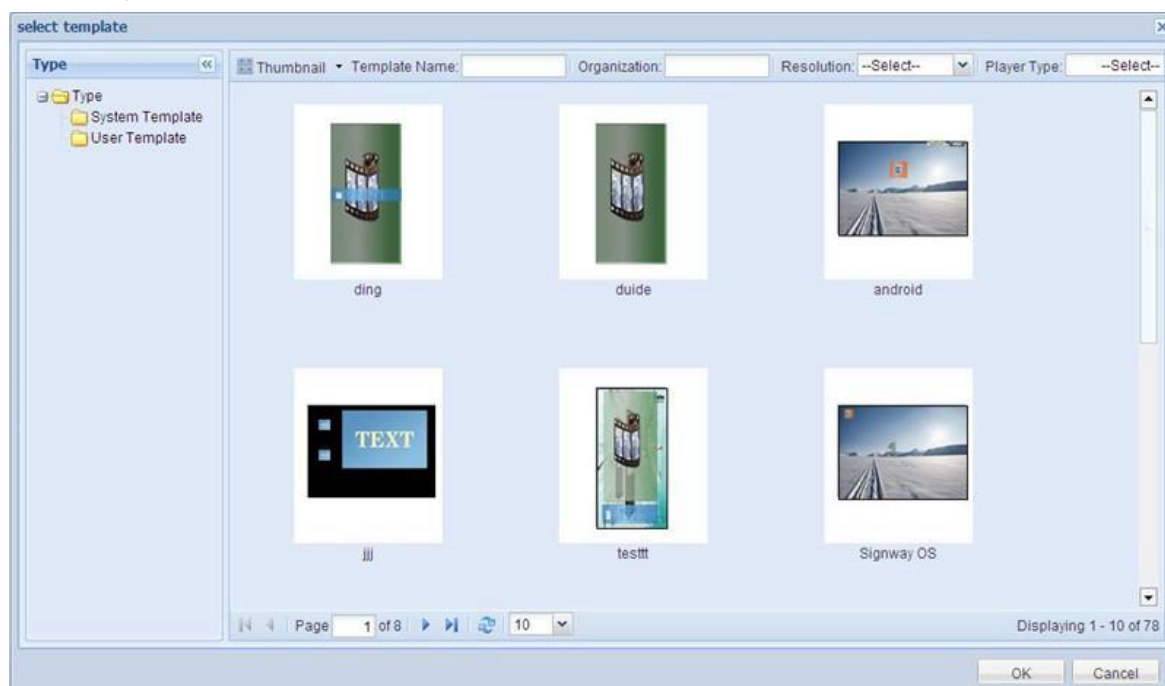 select template
Type
Thumbnail Template Name: Organization: Resolution: --Select-- Player Type: --Select--
Type
System Template
User Template
ding duide android
TEXT
jjj testtt Signway OS
Page 1 of 8 10 Displaying 1 - 10 of 78
OK Cancel